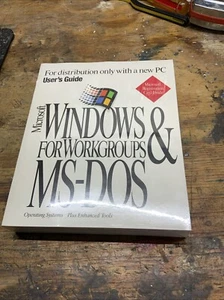 For distribution only with a new PC
User's Guide
Microsoft
WINDOWS
FOR WORKGROUPS
&
MS-DOS
Operating Systems Plus Enhanced Tools